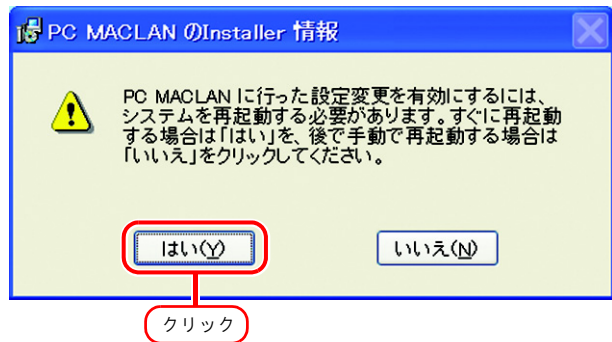 PC MACLAN のInstaller 情報
PC MACLAN に行った設定変更を有効にするには、
システムを再起動する必要があります。すぐに再起動
する場合は「はい」を、後で手動で再起動する場合は
「いいえ」をクリックしてください。
はい(Y)
いいえ(N)
クリック